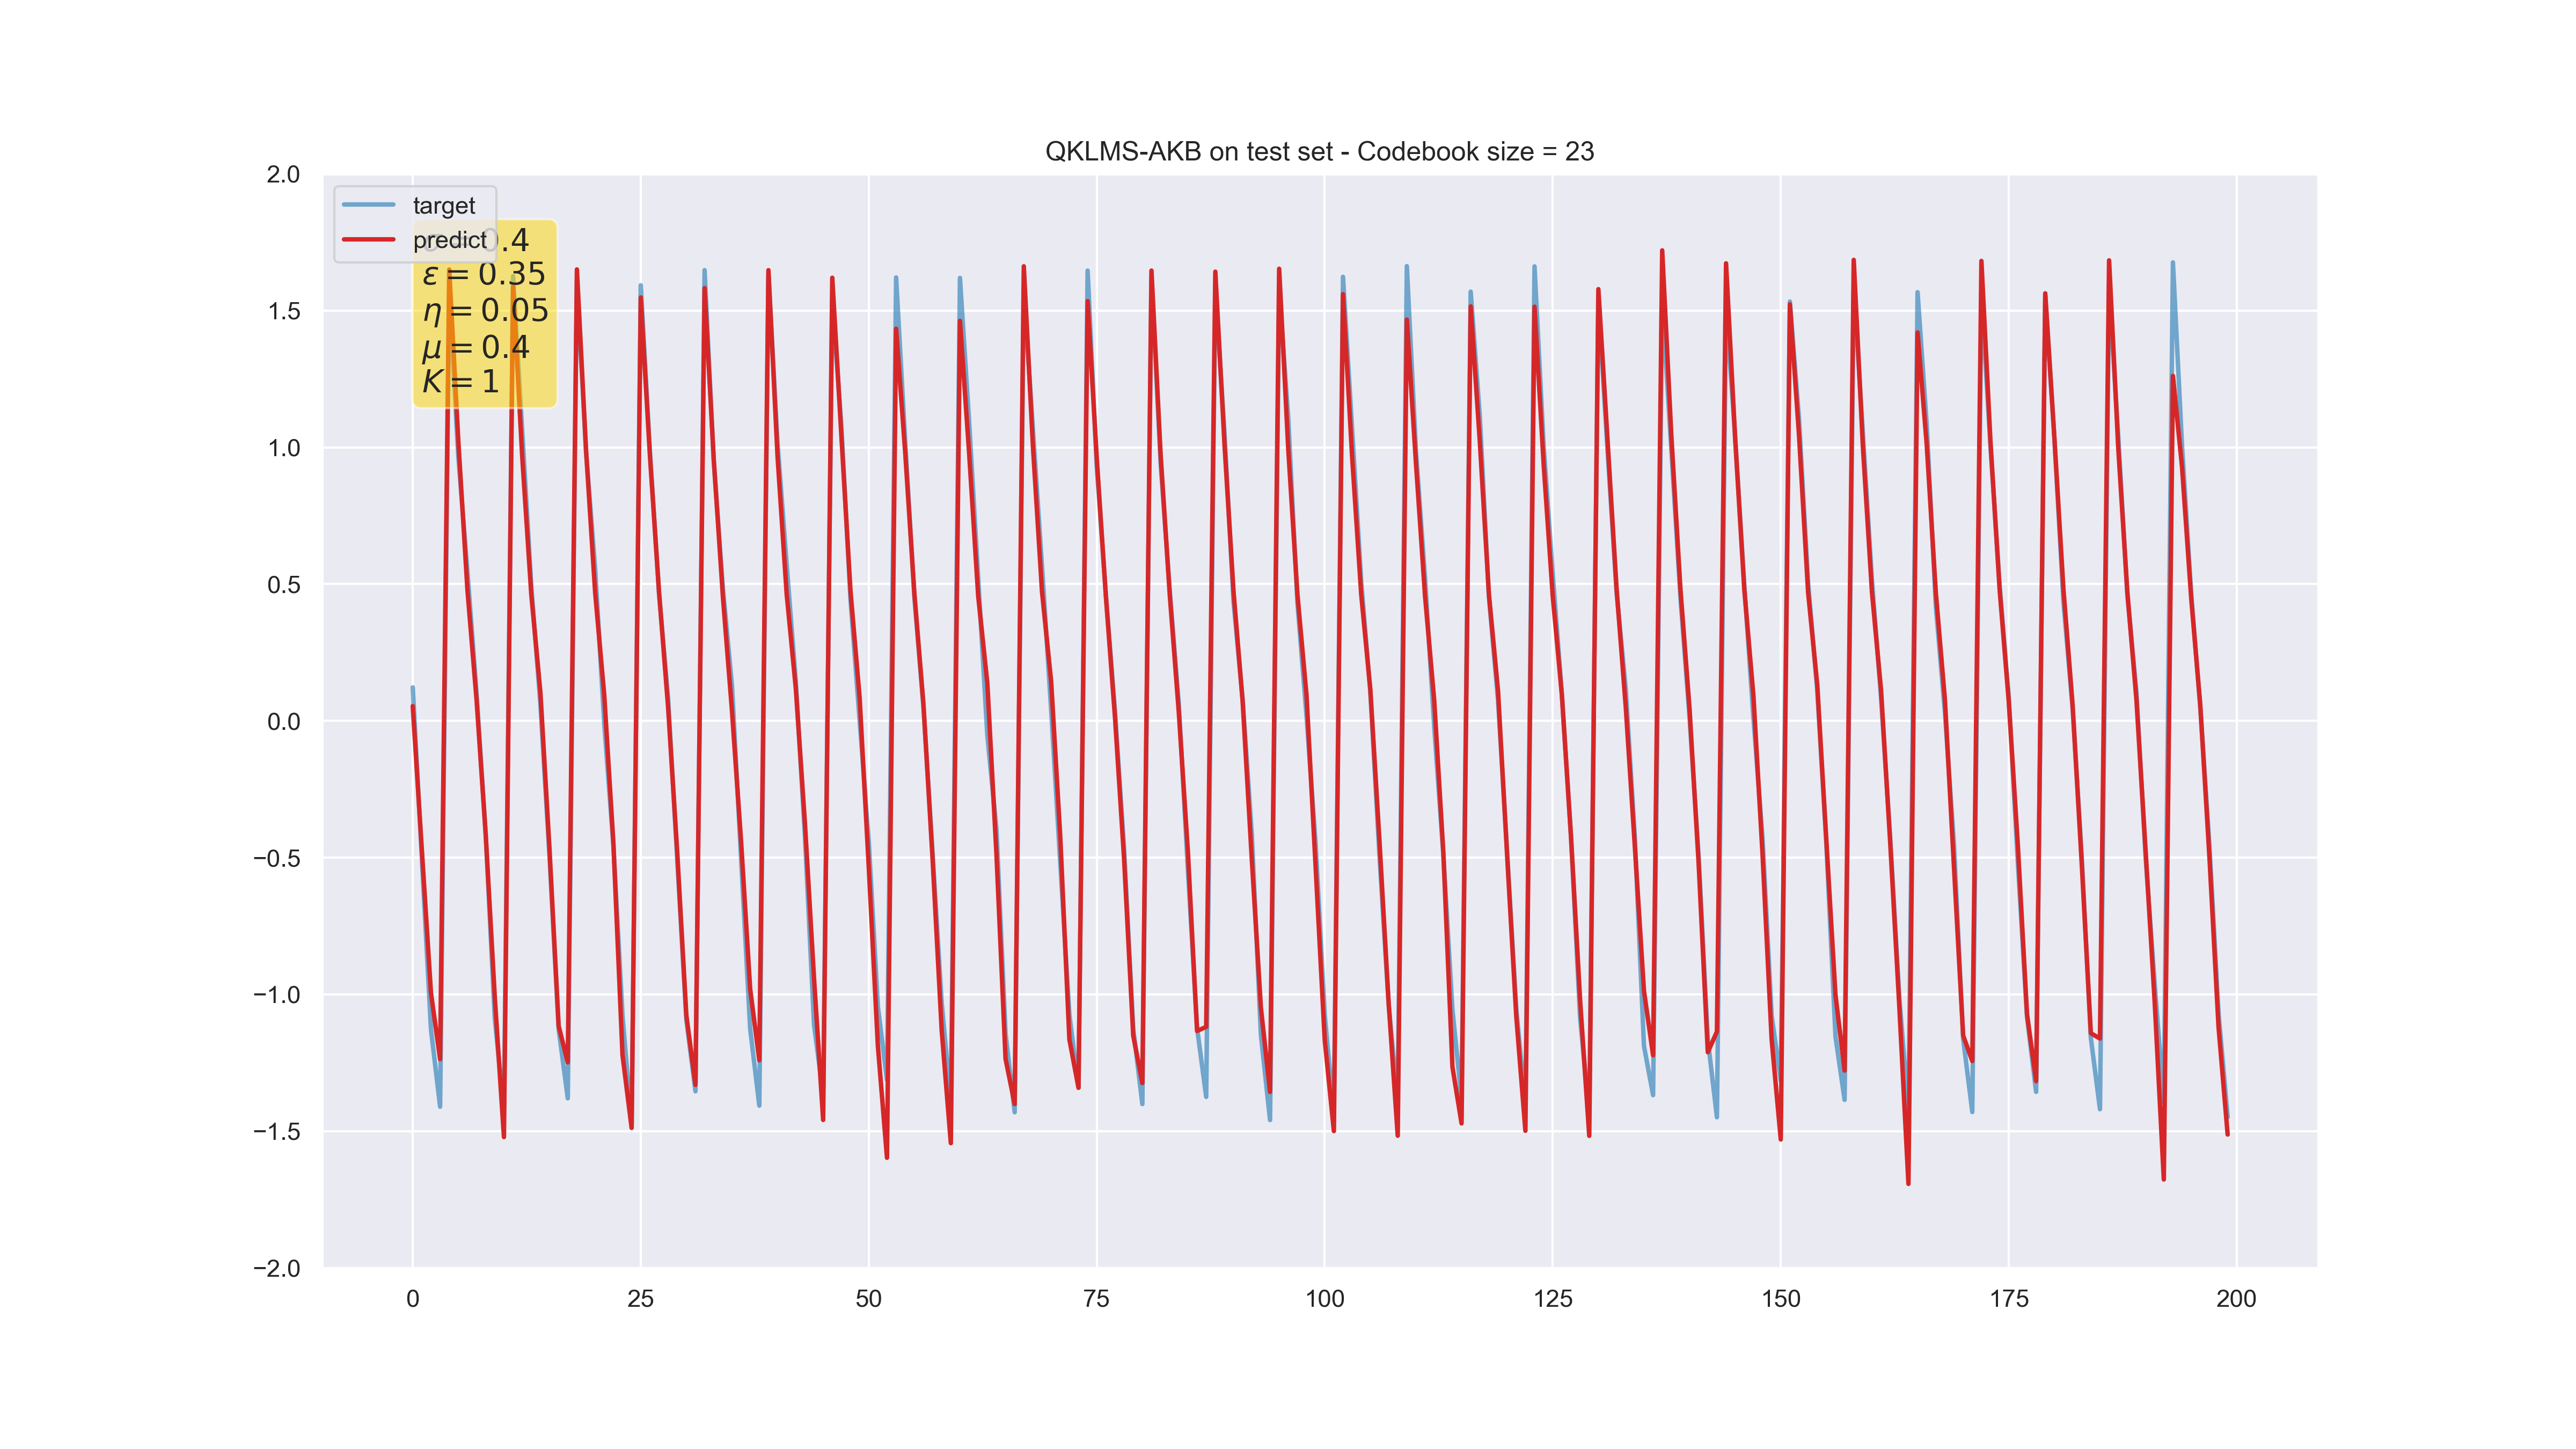 QKLMS-AKB on test set - Codebook size = 23
2.0
1.5
1.0
0.5
0.0
−0.5
−1.0
−1.5
−2.0
target
predict
0.4
ε = 0.35
η = 0.05
μ = 0.4
K = 1
0 25 50 75 100 125 150 175 200